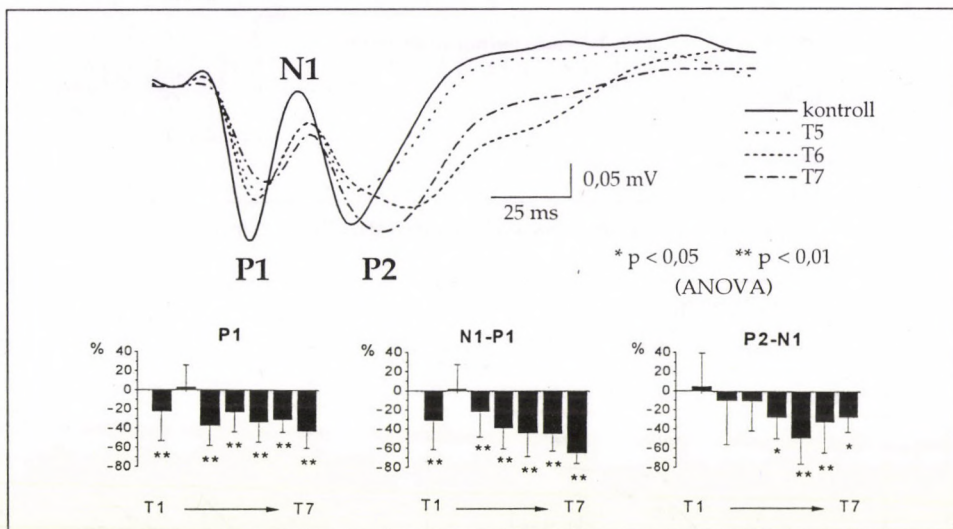 N1
kontroll
T5
T6
T7
0,05 mV
25 ms
P1
P2
* p < 0,05 ** p < 0,01
(ANOVA)
P1
N1-P1
P2-N1
%
40
20
0
-20
-40
-60
-80
** ** ** ** ** **
T1 T7
%
40
20
0
-20
-40
-60
-80
** ** ** ** ** **
T1 T7
%
40
20
0
-20
-40
-60
-80
* ** ** *
T1 T7